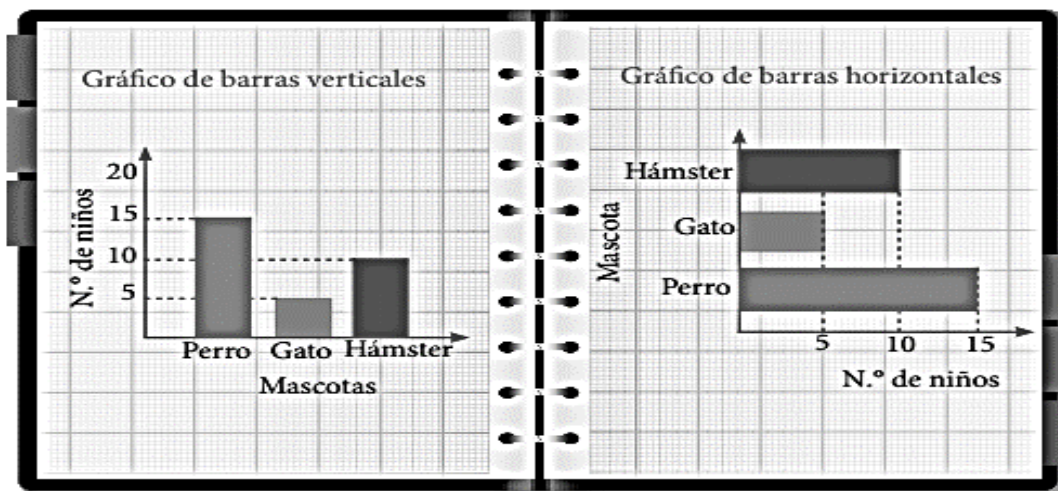 Gráfico de barras verticales
N.º de niños
20
15
10
5
Perro Gato Hámster
Mascotas
Gráfico de barras horizontales
Mascota
Hámster
Gato
Perro
5 10 15
N.º de niños